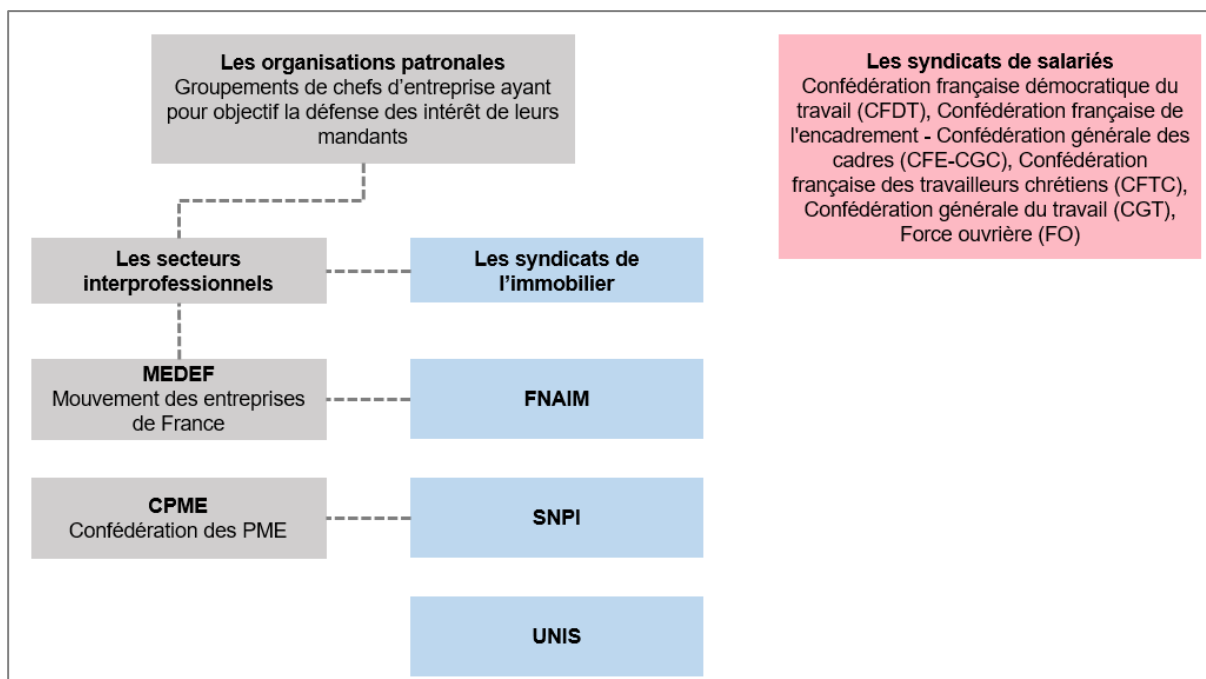 Les organisations patronales
Groupements de chefs d'entreprise ayant
pour objectif la défense des intérêt de leurs
mandants
Les syndicats de salariés
Confédération française démocratique du
travail (CFDT), Confédération française de
l'encadrement - Confédération générale des
cadres (CFE-CGC), Confédération
française des travailleurs chrétiens (CFTC),
Confédération générale du travail (CGT),
Force ouvrière (FO)
Les secteurs
interprofessionnels
Les syndicats de
l’immobilier
MEDEF
Mouvement des entreprises
de France
FNAIM
CPME
Confédération des PME
SNPI
UNIS